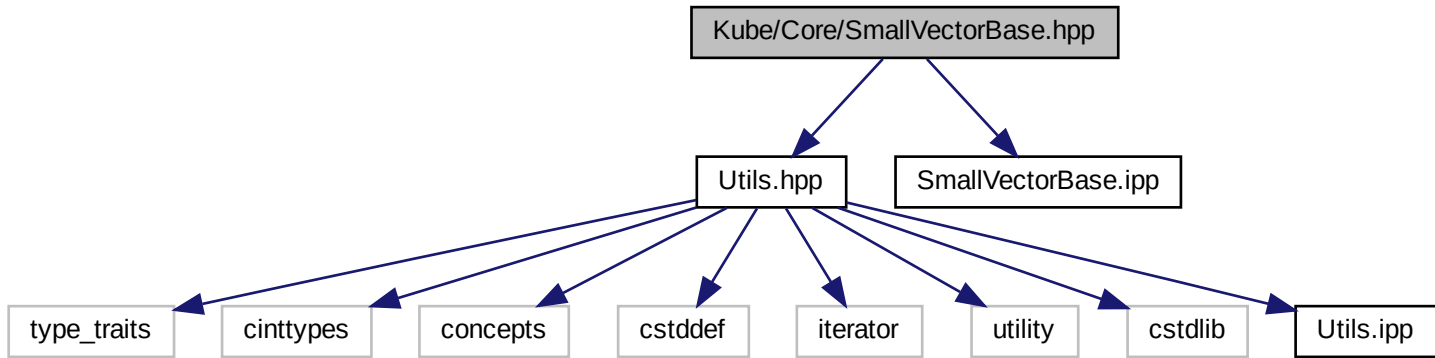 Kube/Core/SmallVectorBase.hpp
Utils.hpp
SmallVectorBase.ipp
type_traits
cinttypes
concepts
cstddef
iterator
utility
cstdlib
Utils.ipp